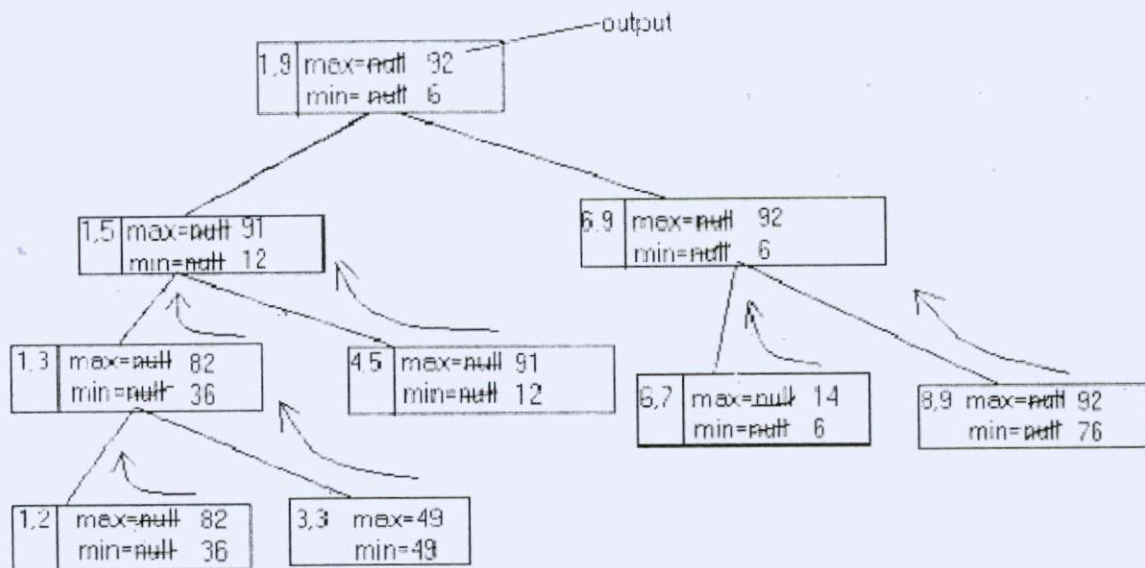 output
1,9 max=null 92
min= null 6
1,5 max=null 91
min=null 12
6.9 max=null 92
min=null 6
1,3 max=null 82
min=null 36
4,5 max=null 91
min=null 12
6,7 max=null 14
min=null 6
8,9 max=null 92
min=null 76
1,2 max=null 82
min=null 36
3,3 max=49
min=49